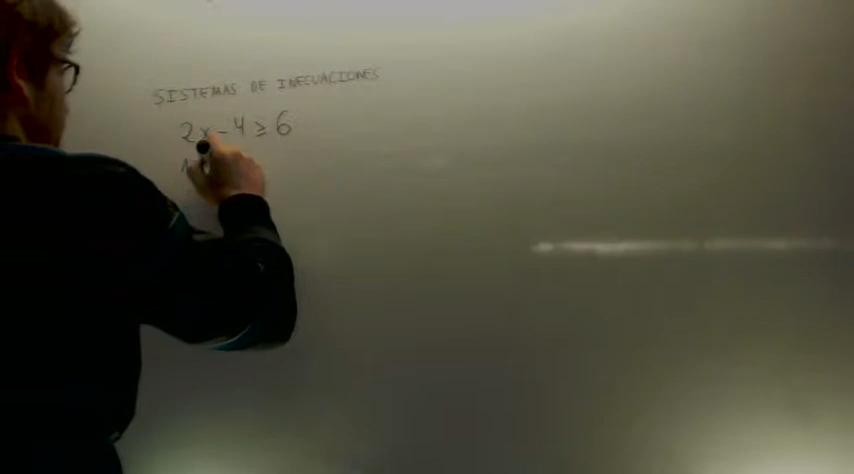 SISTEMAS DE INECUACIONES
2x-4≥6